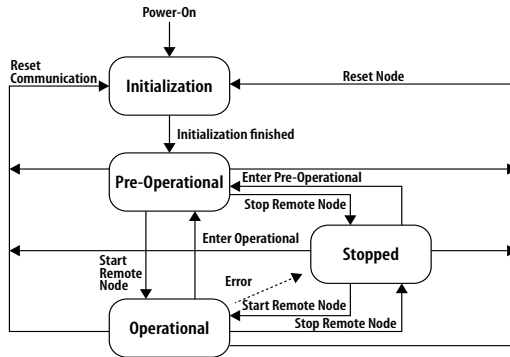 Power-On
Reset
Communication
Initialization
Reset Node
Initialization finished
Pre-Operational
Enter Pre-Operational
Stop Remote Node
Enter Operational
Stopped
Start
Remote
Node
Error
Start Remote Node
Operational
Stop Remote Node